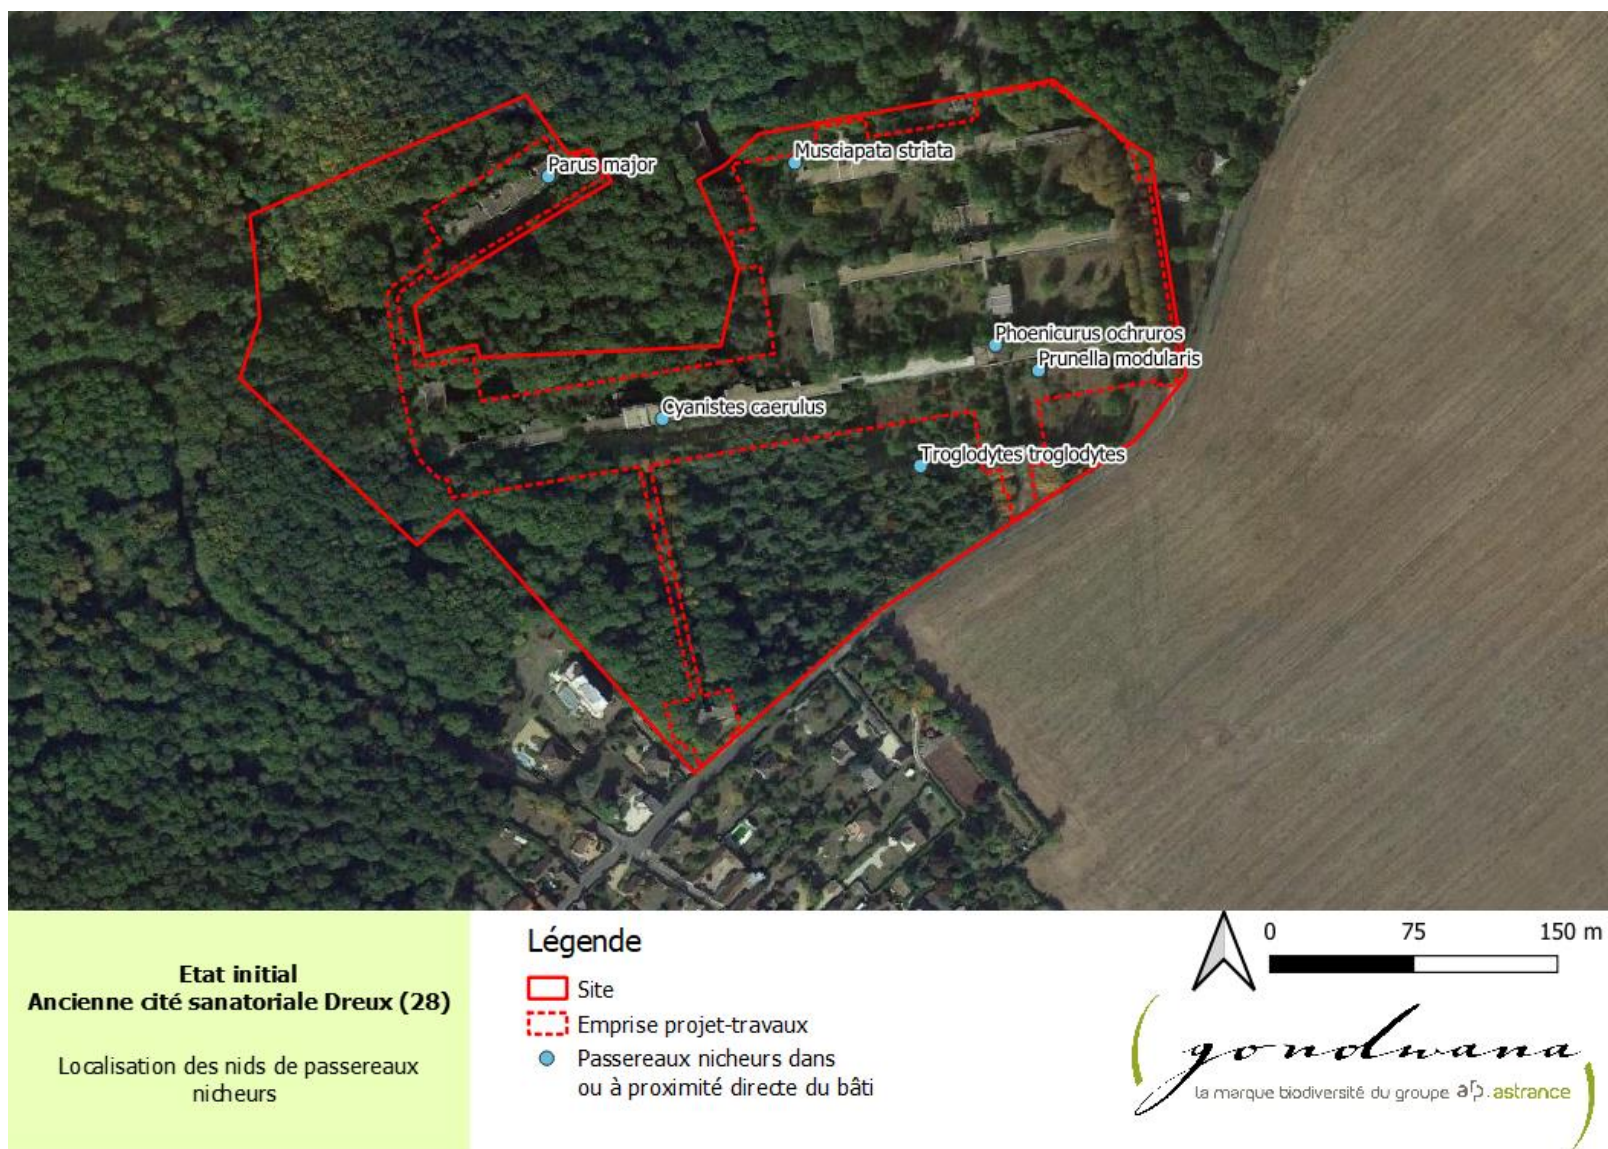 Parus major
Musciapata striata
Phoenicurus ochruros
Prunella modularis
Cyanistes caerulus
Troglodytes troglodytes
Etat initial
Ancienne cité sanatoriale Dreux (28)
Localisation des nids de passereaux
nicheurs
Légende
Site
Emprise projet-travaux
Passereaux nicheurs dans
ou à proximité directe du bâti
0 75 150 m
gondwana
la marque biodiversité du groupe arp.astrance